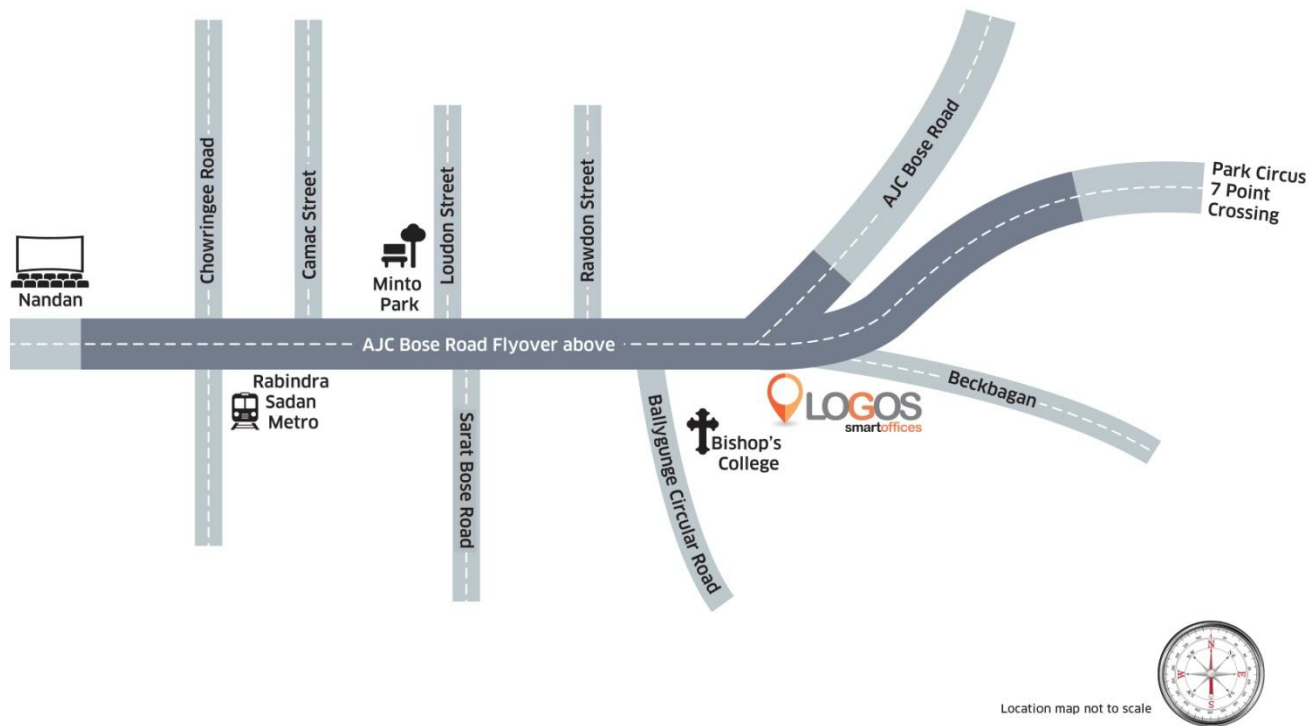 Nandan
Chowringee Road
Camac Street
Minto
Park
Loudon Street
Rawdon Street
AJC Bose Road
Park Circus
7 Point
Crossing
AJC Bose Road Flyover above
Rabindra
Sadan
Metro
Sarat Bose Road
Ballygunge Circular Road
Bishop's
College
LOGOS
smartoffices
Beckbagan
Location map not to scale
N
W
E
S